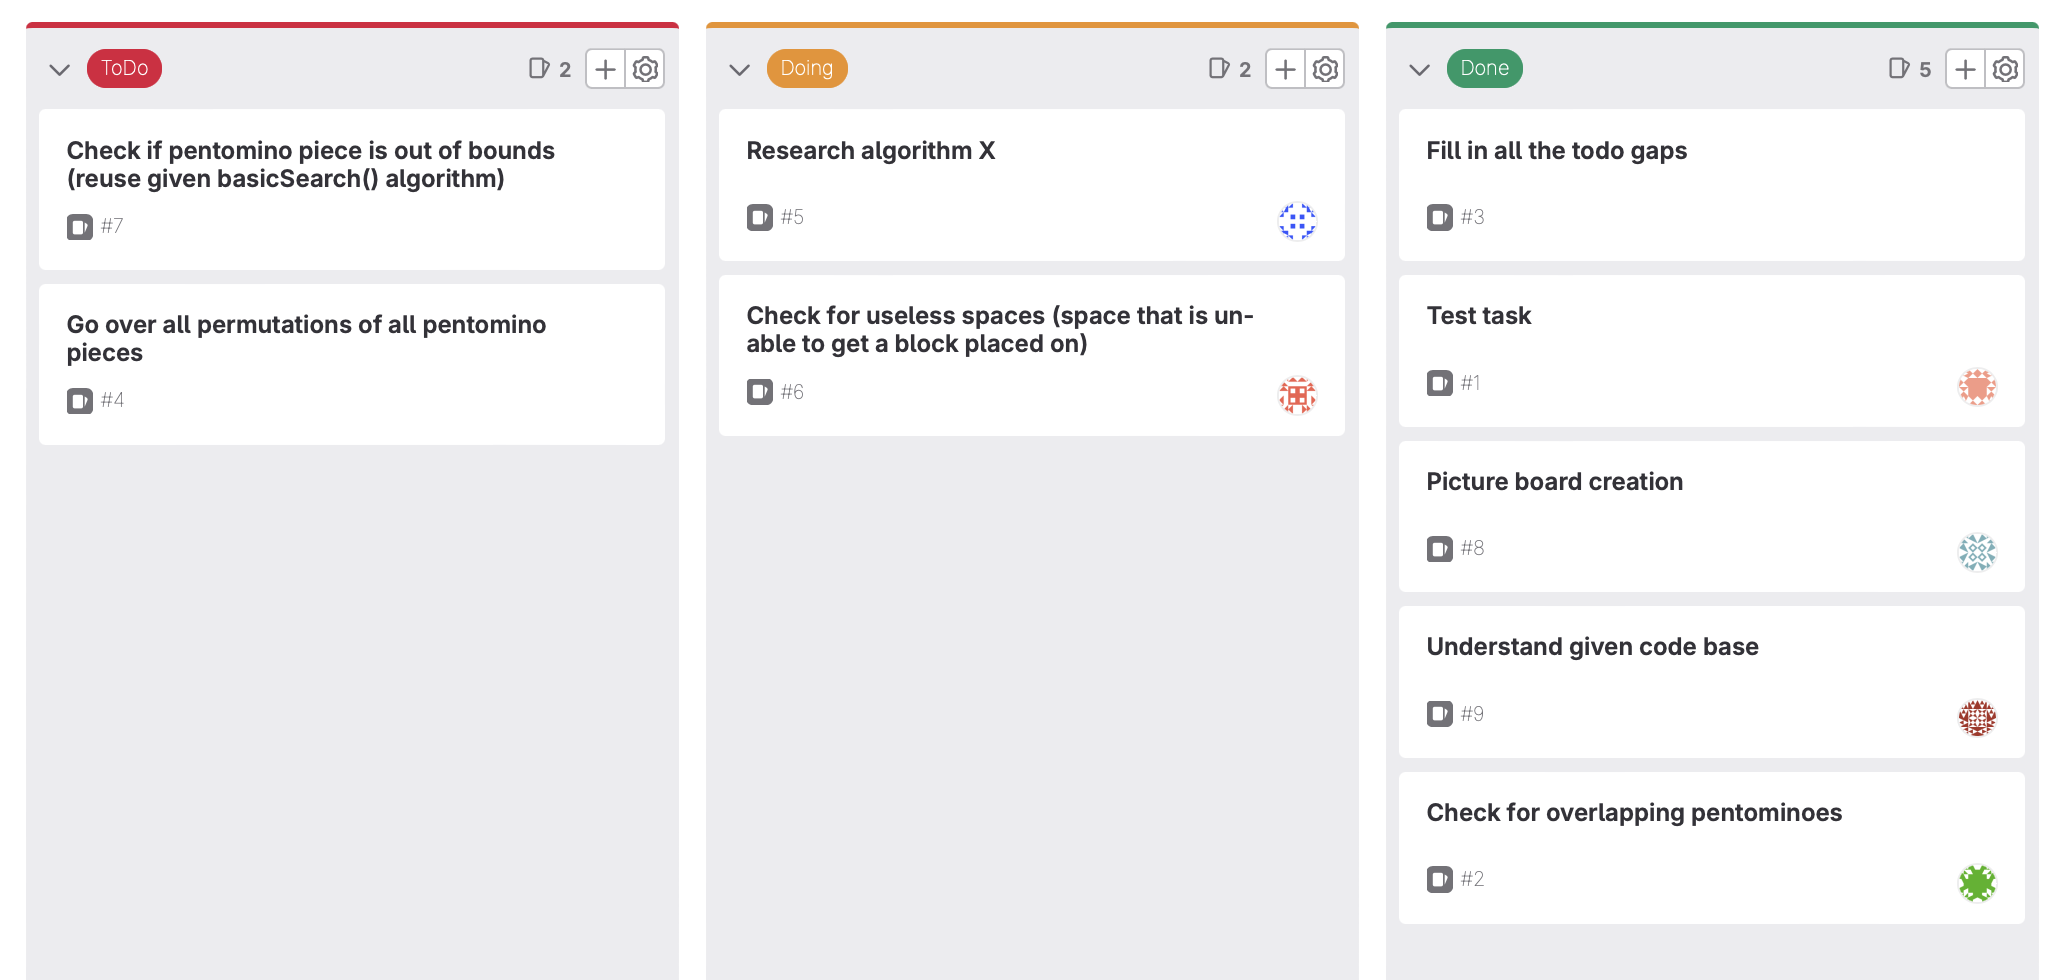 ToDo
2
Check if pentomino piece is out of bounds
(reuse given basicSearch() algorithm)
#7
Go over all permutations of all pentomino
pieces
#4
Doing
2
Research algorithm X
#5
Check for useless spaces (space that is un-
able to get a block placed on)
#6
Done
5
Fill in all the todo gaps
#3
Test task
#1
Picture board creation
#8
Understand given code base
#9
Check for overlapping pentominoes
#2